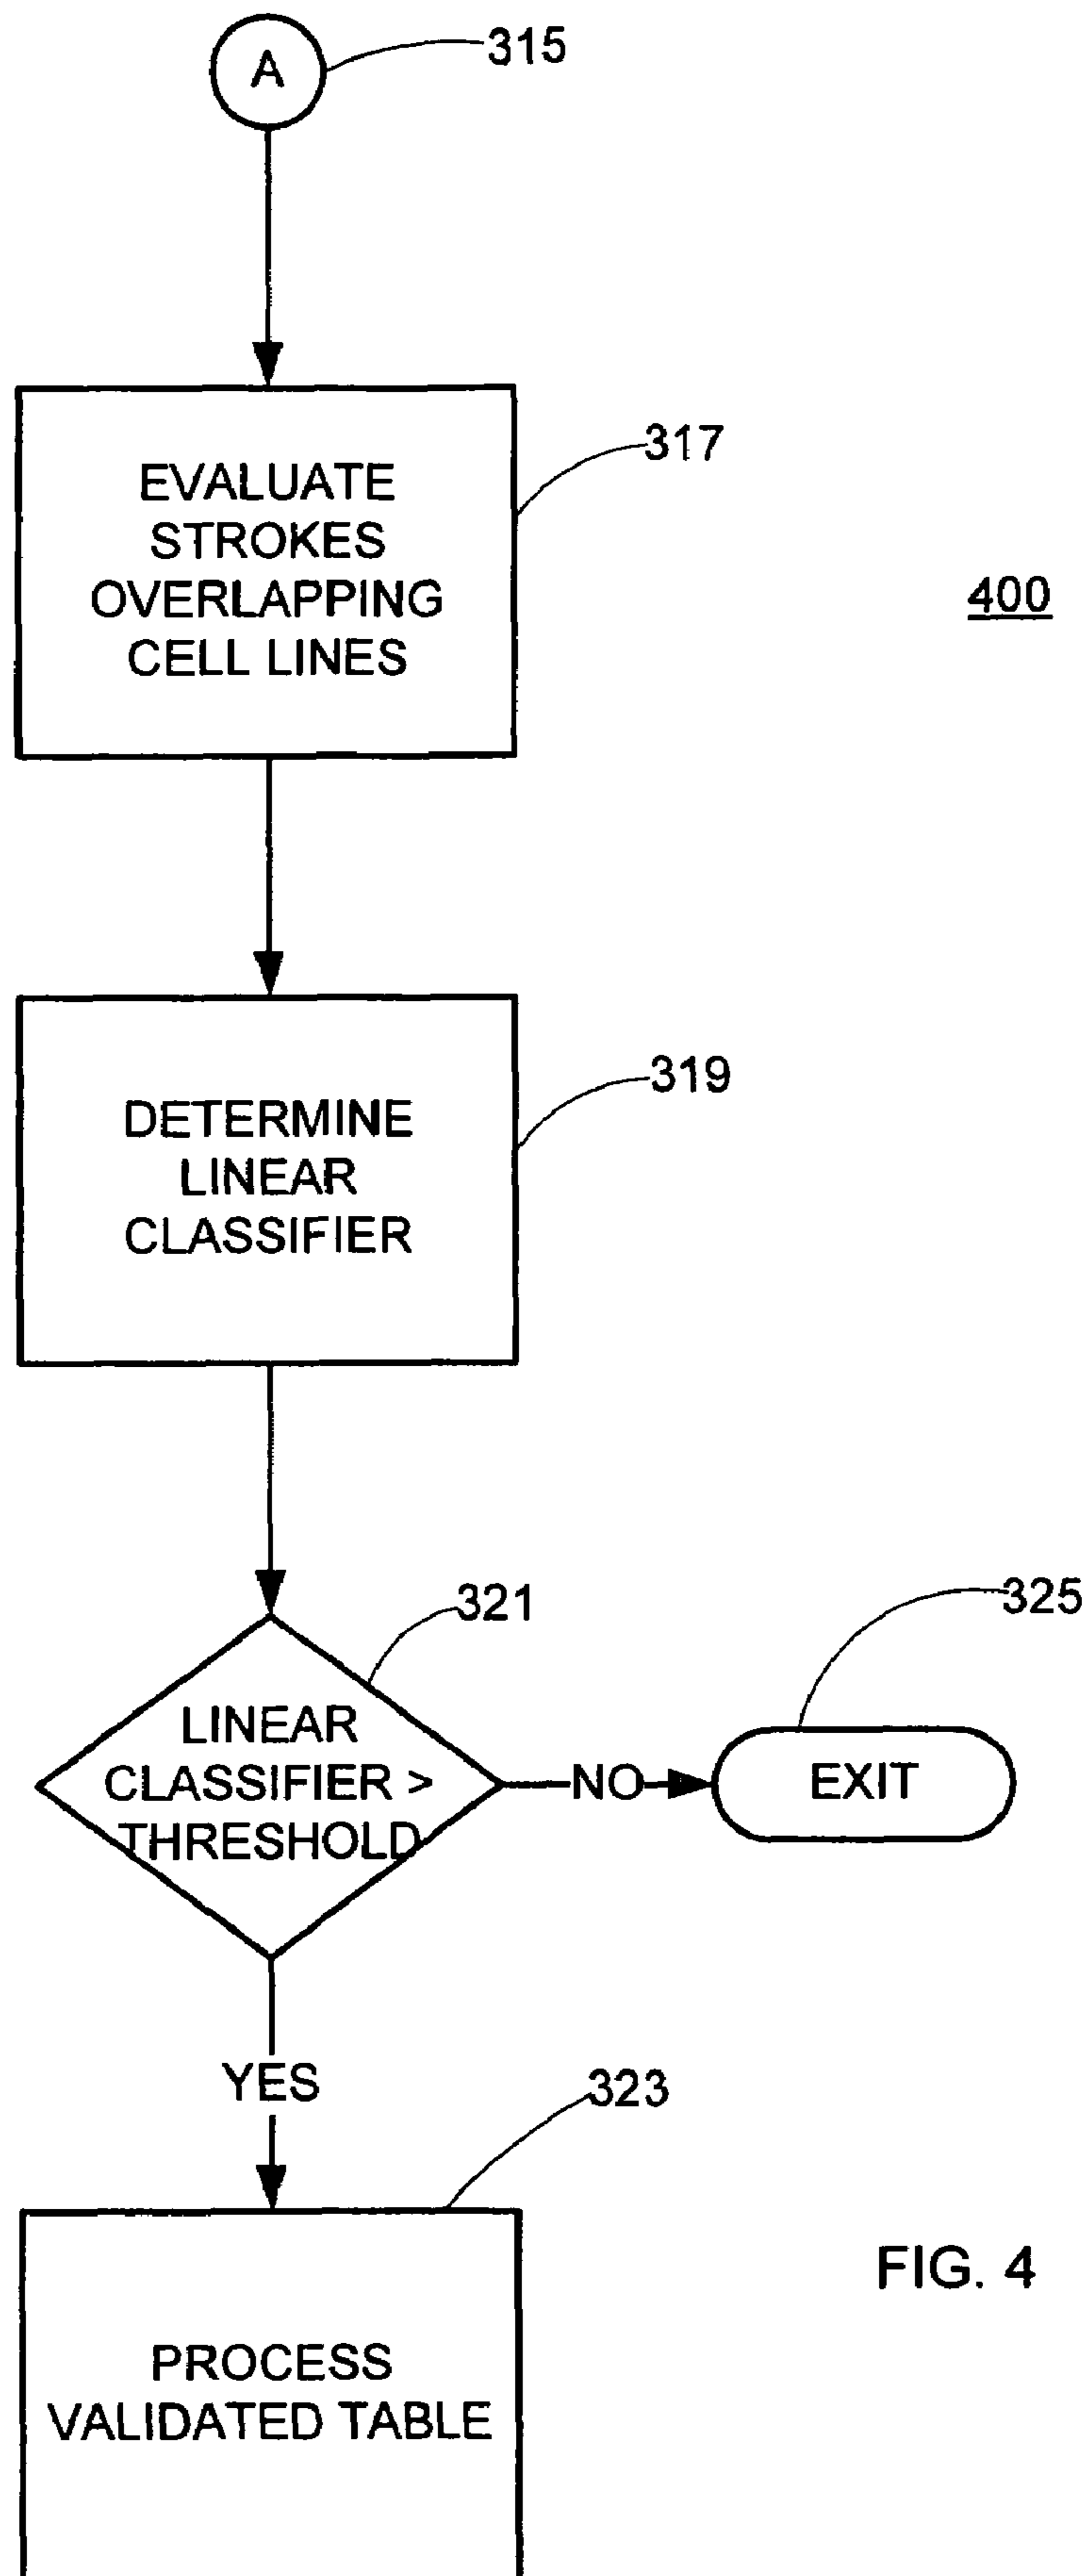 A
315
EVALUATE
STROKES
OVERLAPPING
CELL LINES
317
400
DETERMINE
LINEAR
CLASSIFIER
319
LINEAR
CLASSIFIER >
THRESHOLD
321
NO
EXIT
325
YES
323
PROCESS
VALIDATED TABLE
FIG. 4